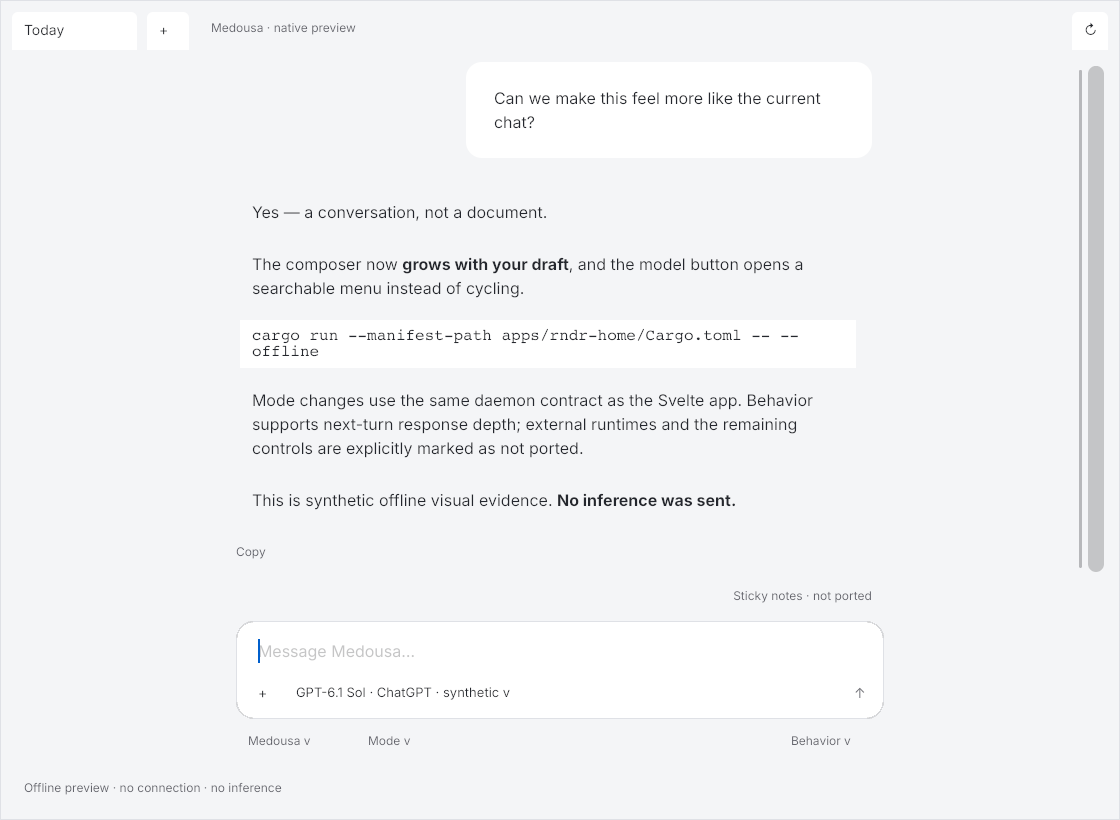 Today
+
Medousa · native preview
↻
Can we make this feel more like the current
chat?
Yes — a conversation, not a document.
The composer now grows with your draft, and the model button opens a
searchable menu instead of cycling.
cargo run --manifest-path apps/rndr-home/Cargo.toml -- --
offline
Mode changes use the same daemon contract as the Svelte app. Behavior
supports next-turn response depth; external runtimes and the remaining
controls are explicitly marked as not ported.
This is synthetic offline visual evidence. No inference was sent.
Copy
Sticky notes · not ported
Message Medousa...
+
GPT-6.1 Sol · ChatGPT · synthetic v
↑
Medousa v
Mode v
Behavior v
Offline preview · no connection · no inference